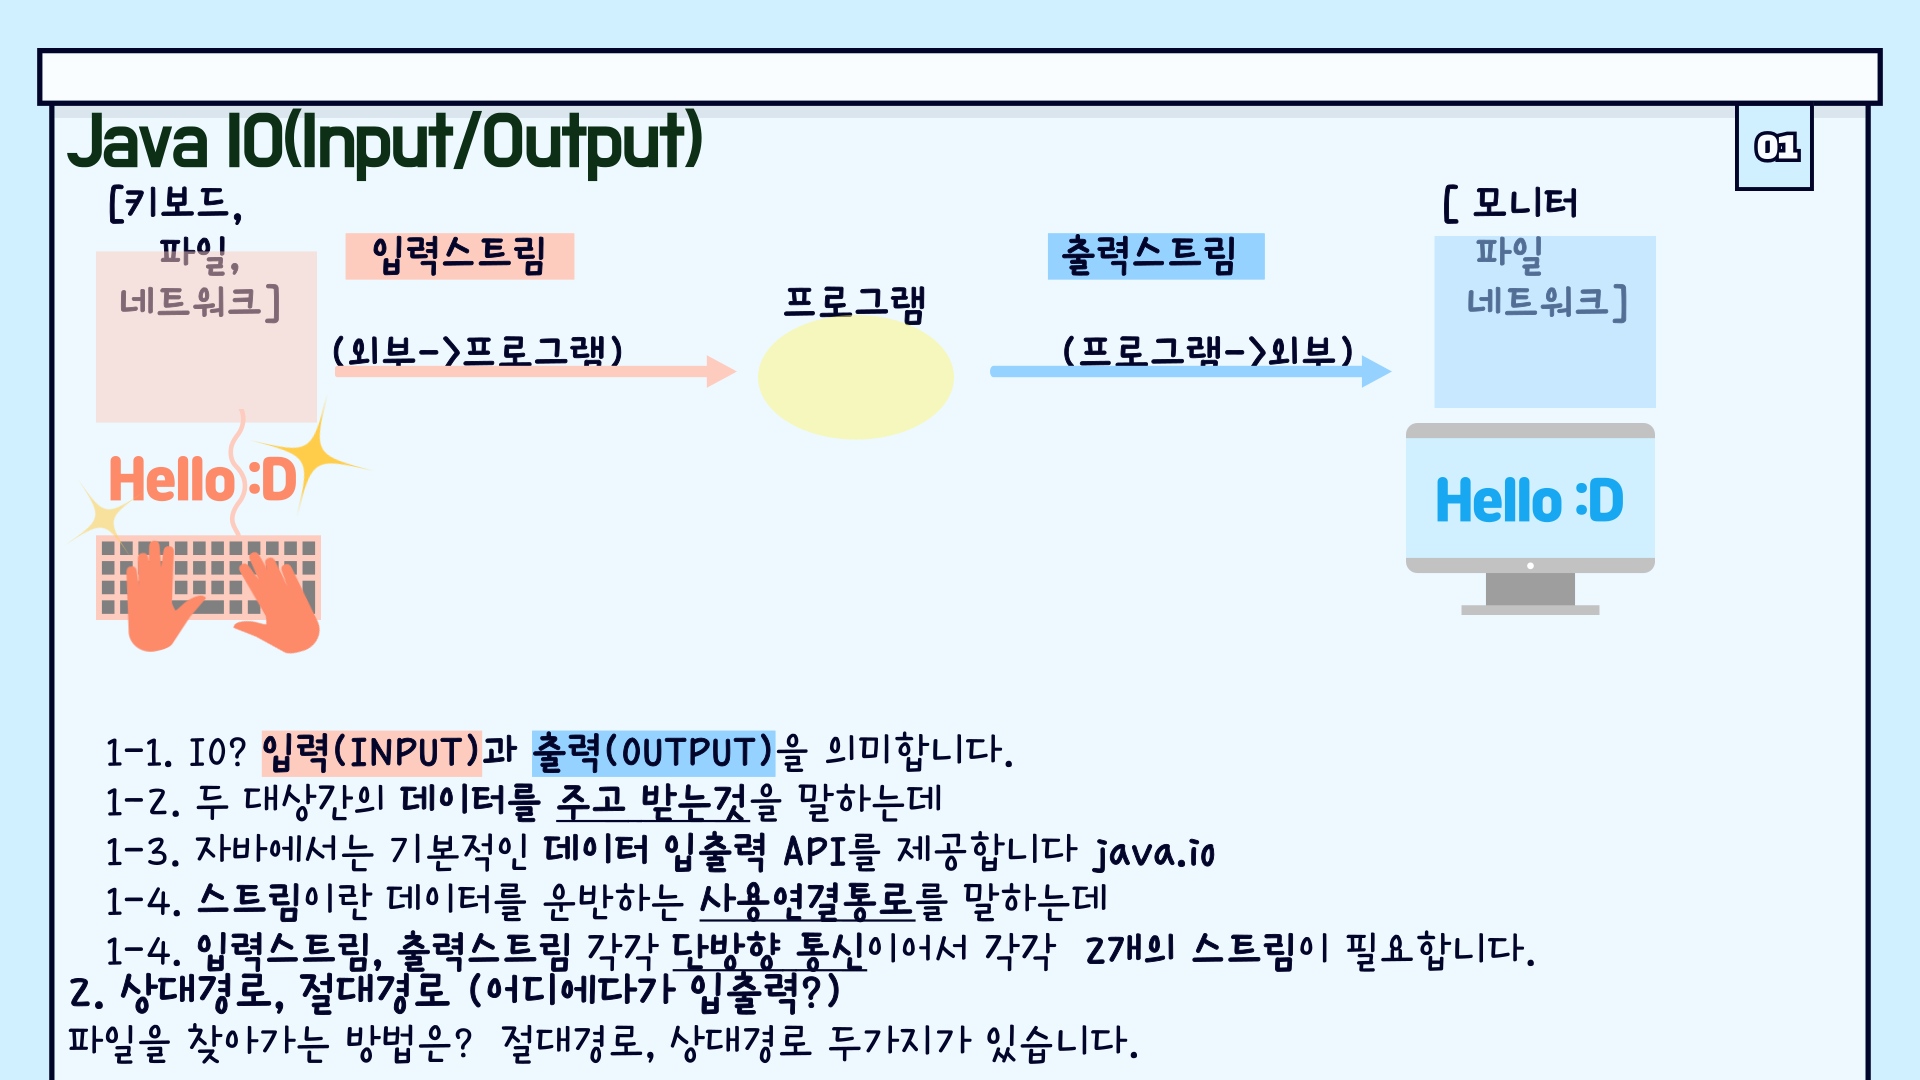 Java IO(Input/Output)
01
[키보드,
파일,
네트워크]
입력스트림
(외부->프로그램)
프로그램
출력스트림
(프로그램->외부)
[ 모니터
파일
네트워크]
Hello :D
Hello :D
1-1. IO? 입력(INPUT)과 출력(OUTPUT)을 의미합니다.
1-2. 두 대상간의 데이터를 주고 받는것을 말하는데
1-3. 자바에서는 기본적인 데이터 입출력 API를 제공합니다 java.io
1-4. 스트림이란 데이터를 운반하는 사용연결통로를 말하는데
1-4. 입력스트림, 출력스트림 각각 단방향 통신이어서 각각 2개의 스트림이 필요합니다.
2. 상대경로, 절대경로 (어디에다가 입출력?)
파일을 찾아가는 방법은? 절대경로, 상대경로 두가지가 있습니다.